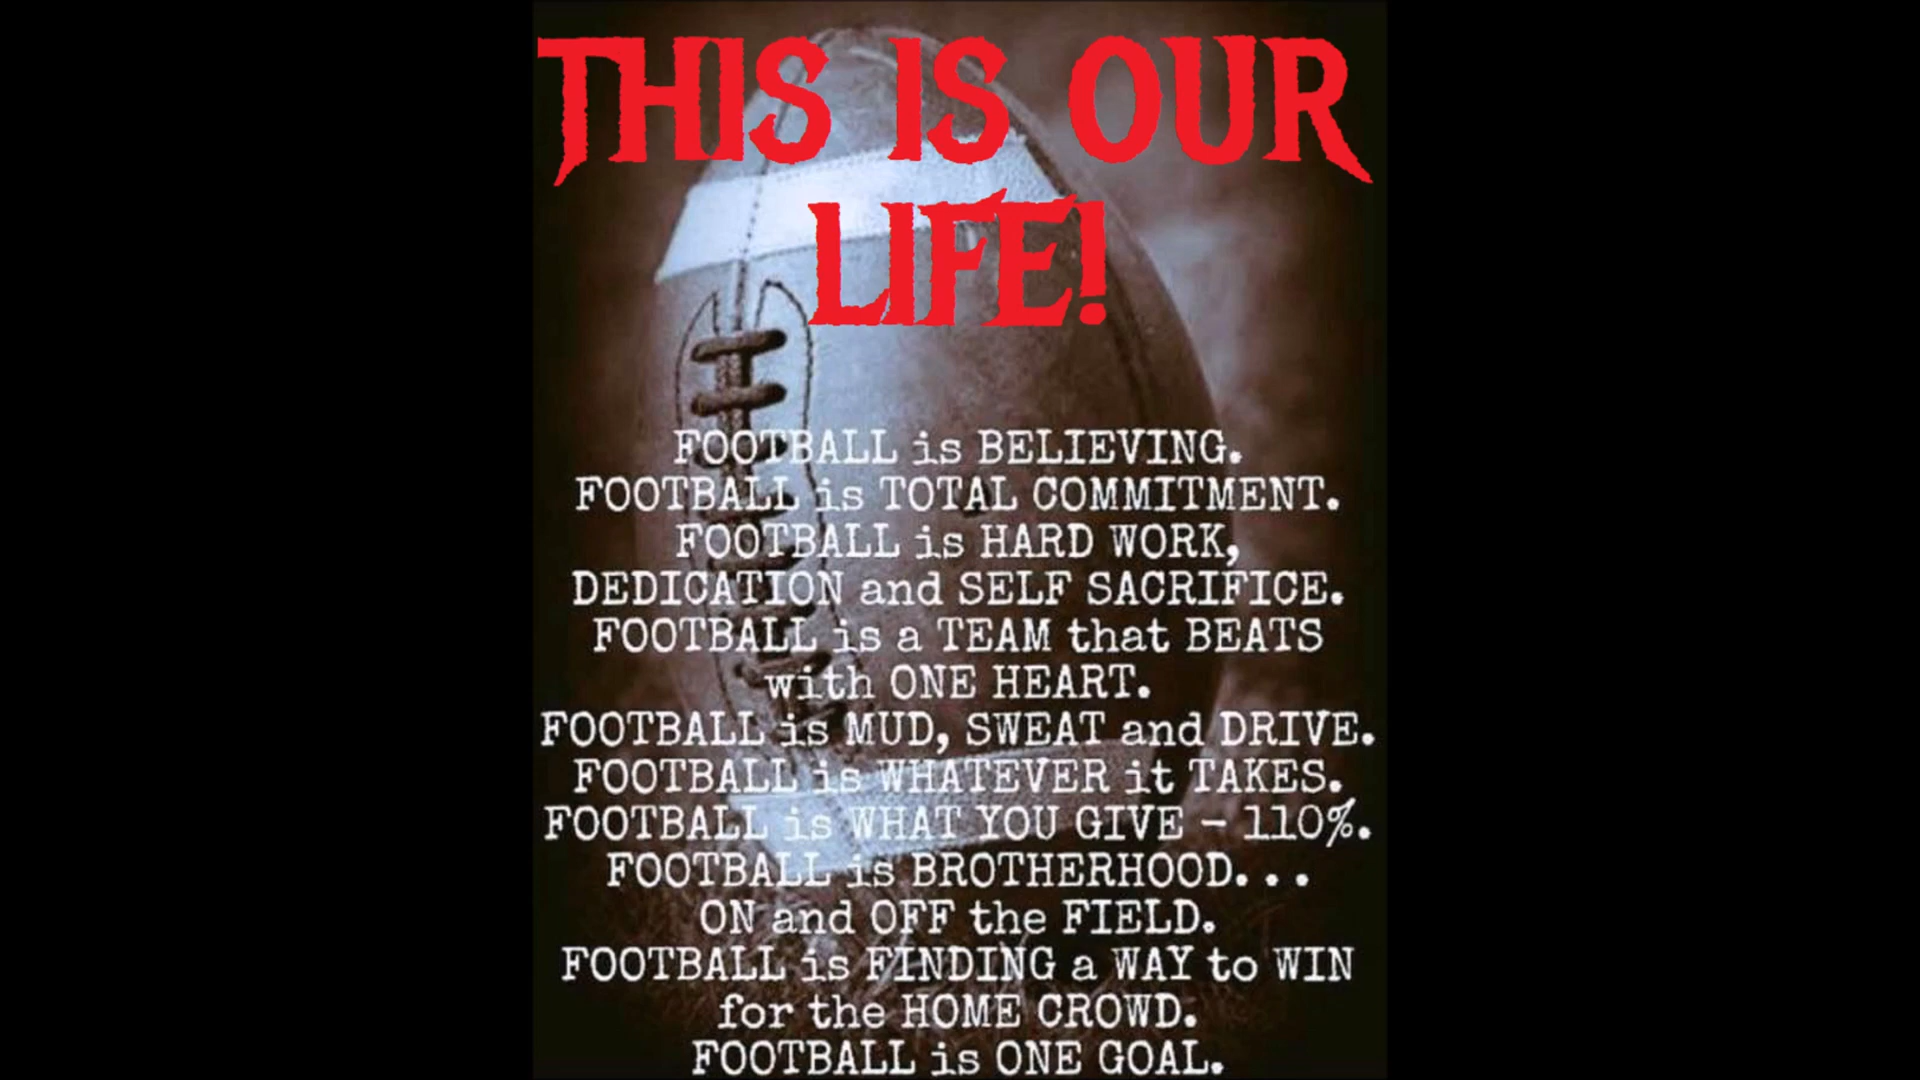 THIS IS OUR
LIFE!
FOOTBALL is BELIEVING.
FOOTBALL is TOTAL COMMITMENT.
FOOTBALL is HARD WORK,
DEDICATION and SELF SACRIFICE.
FOOTBALL is a TEAM that BEATS
with ONE HEART.
FOOTBALL is MUD, SWEAT and DRIVE.
FOOTBALL is WHATEVER it TAKES.
FOOTBALL is WHAT YOU GIVE - 110%.
FOOTBALL is BROTHERHOOD...
ON and OFF the FIELD.
FOOTBALL is FINDING a WAY to WIN
for the HOME CROWD.
FOOTBALL is ONE GOAL.